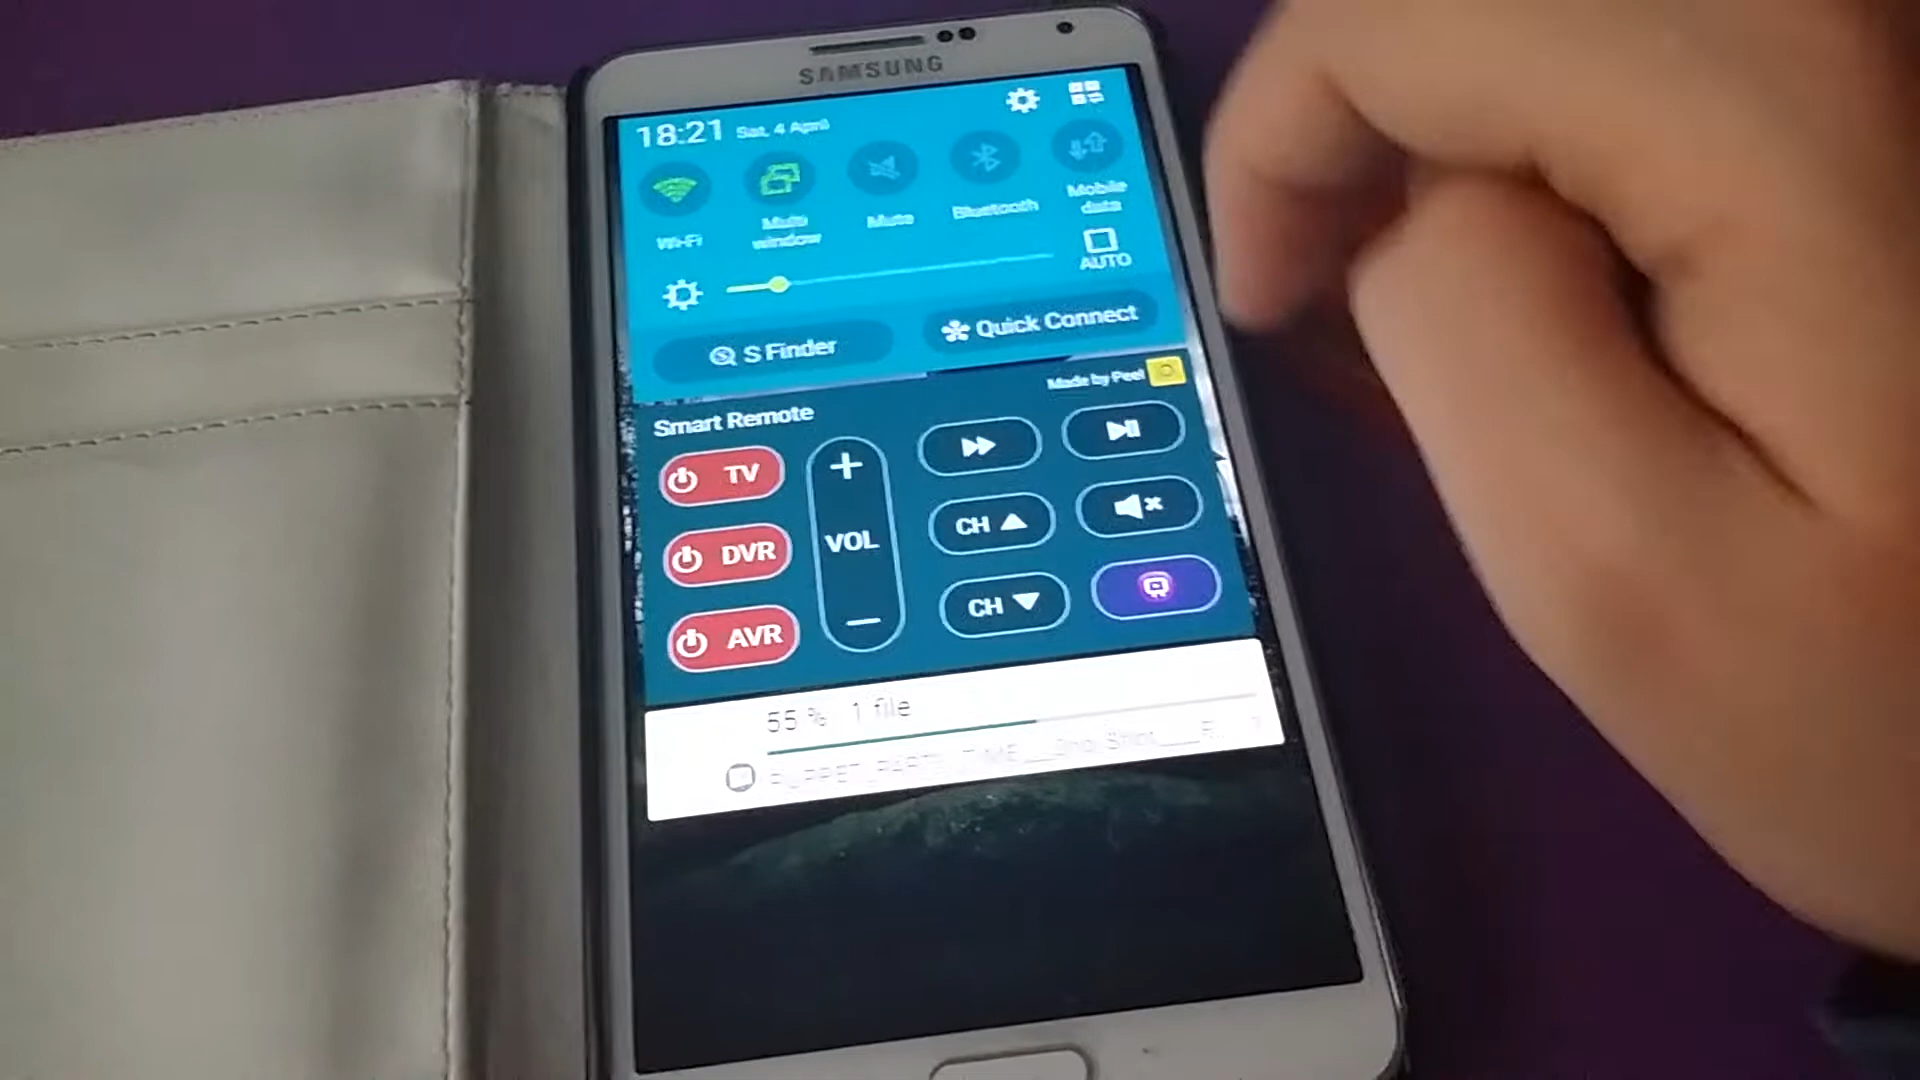 SAMSUNG
18:21 Sat, 4 April
Wi-Fi
Multi window
Mute
Bluetooth
Mobile data
AUTO
S Finder
Quick Connect
Made by Peel
Smart Remote
TV
DVR
AVR
+
VOL
—
CH
CH
55 % 1 file